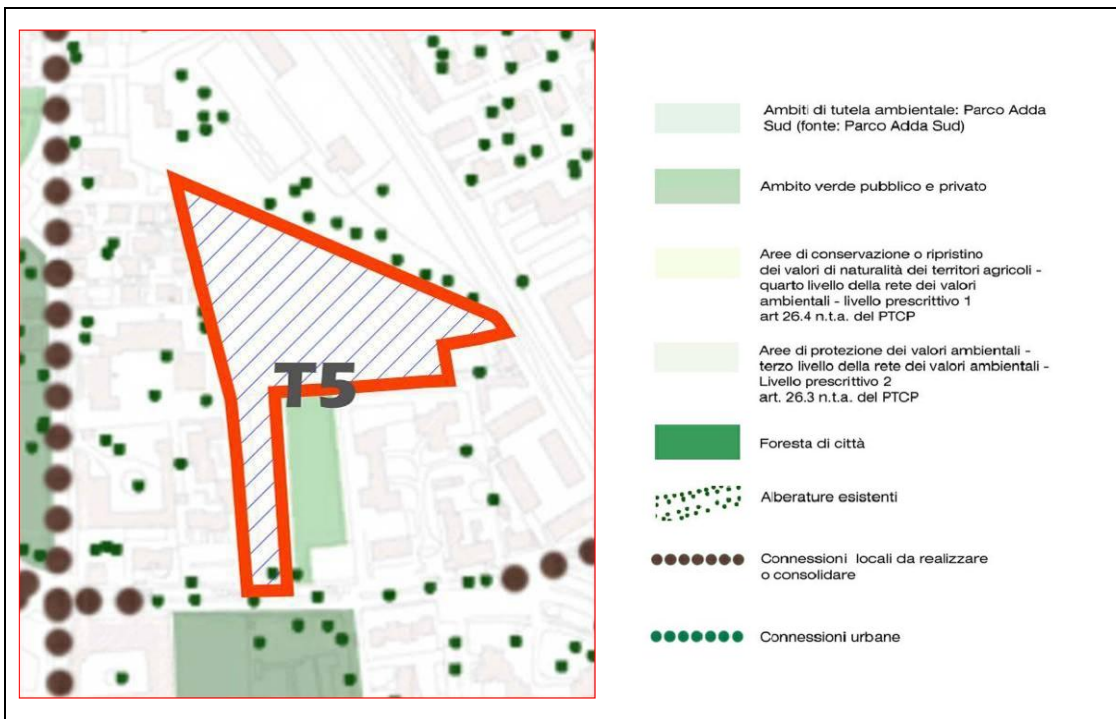 T5
Ambiti di tutela ambientale: Parco Adda
Sud (fonte: Parco Adda Sud)
Ambito verde pubblico e privato
Aree di conservazione o ripristino
dei valori di naturalità dei territori agricoli -
quarto livello della rete dei valori
ambientali - livello prescrittivo 1
art 26.4 n.t.a. del PTCP
Aree di protezione dei valori ambientali -
terzo livello della rete dei valori ambientali -
Livello prescrittivo 2
art. 26.3 n.t.a. del PTCP
Foresta di città
Alberature esistenti
Connessioni locali da realizzare
o consolidare
Connessioni urbane